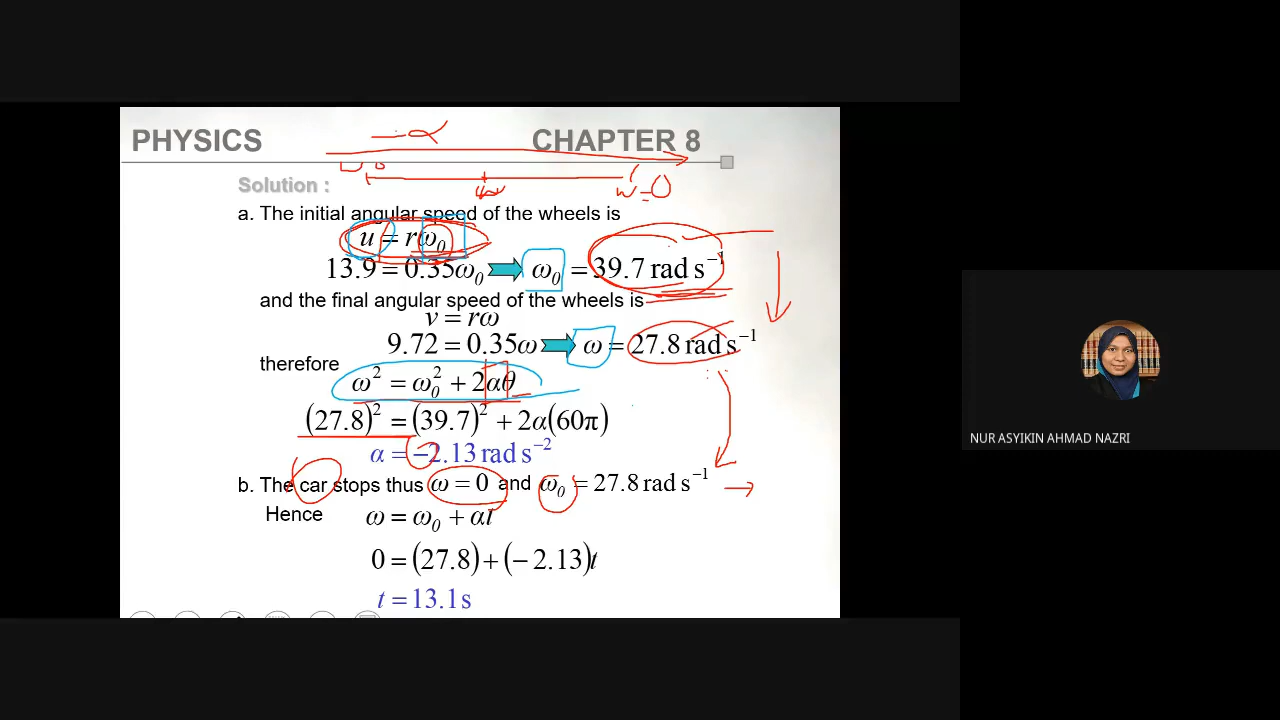 PHYSICS CHAPTER 8
−α
ω₀ ω ω=0
Solution :
a. The initial angular speed of the wheels is
u = rω₀
13.9 = 0.35ω₀ ω₀ = 39.7 rad s⁻¹
and the final angular speed of the wheels is
v = rω
9.72 = 0.35ω ω = 27.8 rad s⁻¹
therefore
ω² = ω₀² + 2αθ
(27.8)² = (39.7)² + 2α(60π)
α = −2.13 rad s⁻²
b. The car stops thus ω = 0 and ω₀ = 27.8 rad s⁻¹
Hence ω = ω₀ + αt
0 = (27.8) + (− 2.13)t
t = 13.1 s
NUR ASYIKIN AHMAD NAZRI